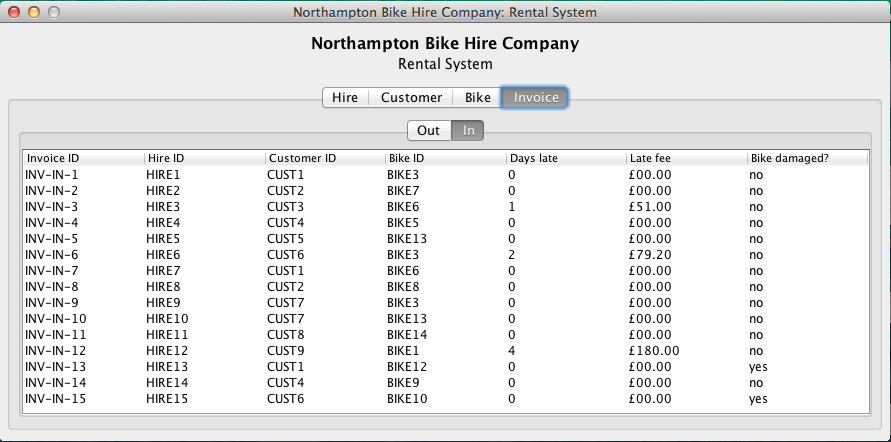 Northampton Bike Hire Company: Rental System
Northampton Bike Hire Company
Rental System
Hire Customer Bike Invoice
Out In
Invoice ID Hire ID Customer ID Bike ID Days late Late fee Bike damaged?
INV-IN-1 HIRE1 CUST1 BIKE3 0 £00.00 no
INV-IN-2 HIRE2 CUST2 BIKE7 0 £00.00 no
INV-IN-3 HIRE3 CUST3 BIKE6 1 £51.00 no
INV-IN-4 HIRE4 CUST4 BIKE5 0 £00.00 no
INV-IN-5 HIRE5 CUST5 BIKE13 0 £00.00 no
INV-IN-6 HIRE6 CUST6 BIKE3 2 £79.20 no
INV-IN-7 HIRE7 CUST1 BIKE6 0 £00.00 no
INV-IN-8 HIRE8 CUST2 BIKE8 0 £00.00 no
INV-IN-9 HIRE9 CUST7 BIKE3 0 £00.00 no
INV-IN-10 HIRE10 CUST7 BIKE13 0 £00.00 no
INV-IN-11 HIRE11 CUST8 BIKE14 0 £00.00 no
INV-IN-12 HIRE12 CUST9 BIKE1 4 £180.00 no
INV-IN-13 HIRE13 CUST1 BIKE12 0 £00.00 yes
INV-IN-14 HIRE14 CUST4 BIKE9 0 £00.00 no
INV-IN-15 HIRE15 CUST6 BIKE10 0 £00.00 yes